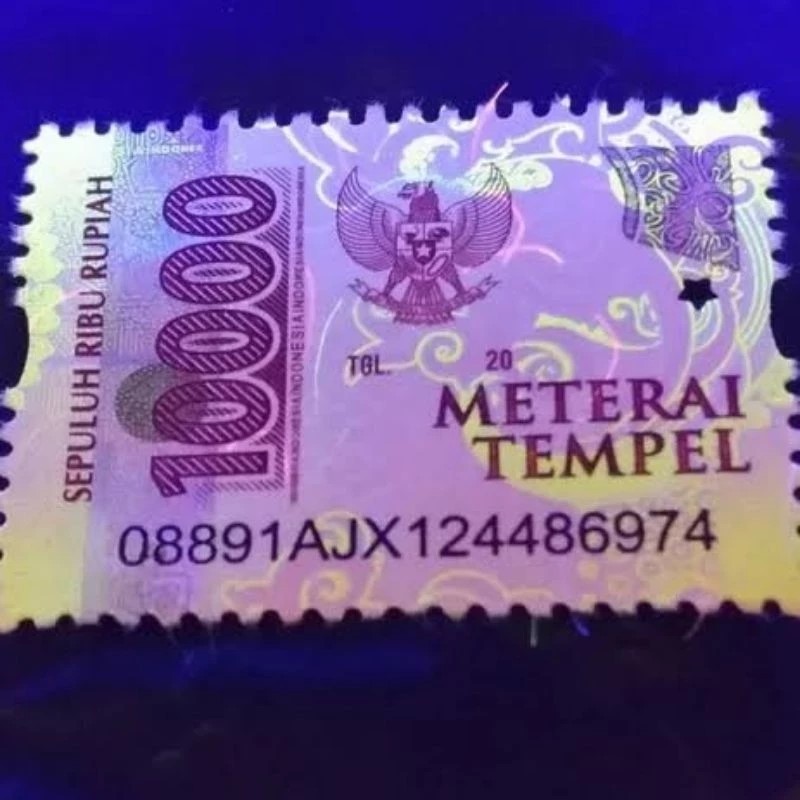 SEPULUH RIBU RUPIAH
10000
TGL. 20
METERAI
TEMPEL
08891AJX124486974